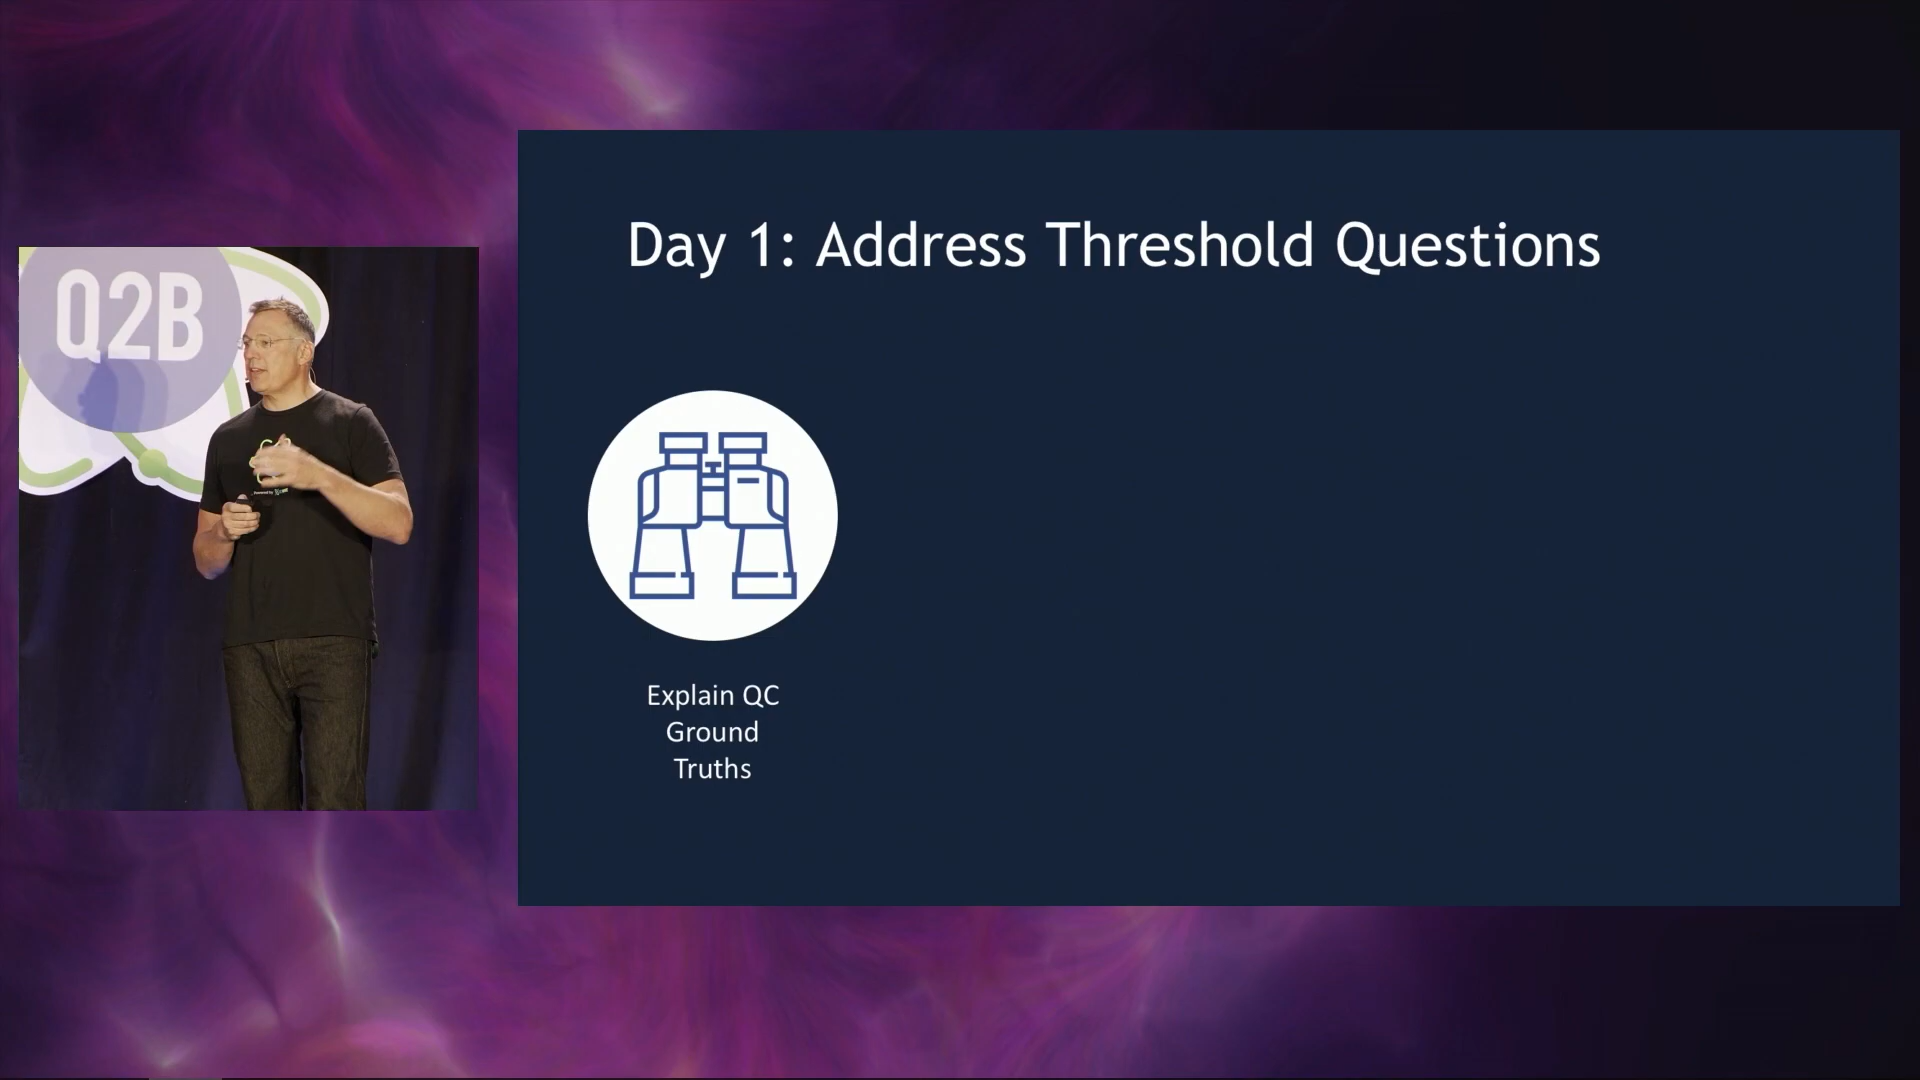 Q2B
Day 1: Address Threshold Questions
Explain QC
Ground
Truths